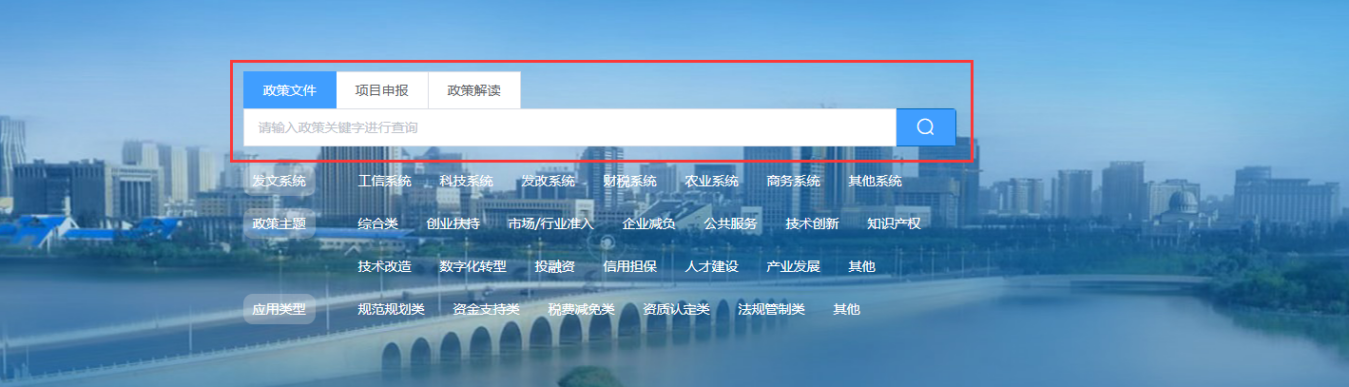 政策文件 项目申报 政策解读
请输入政策关键字进行查询
发文系统 工信系统 科技系统 发改系统 财税系统 农业系统 商务系统 其他系统
政策主题 综合类 创业扶持 市场/行业准入 企业减负 公共服务 技术创新 知识产权
技术改造 数字化转型 投融资 信用担保 人才建设 产业发展 其他
应用类型 规范规划类 资金支持类 税费减免类 资质认定类 法规管制类 其他